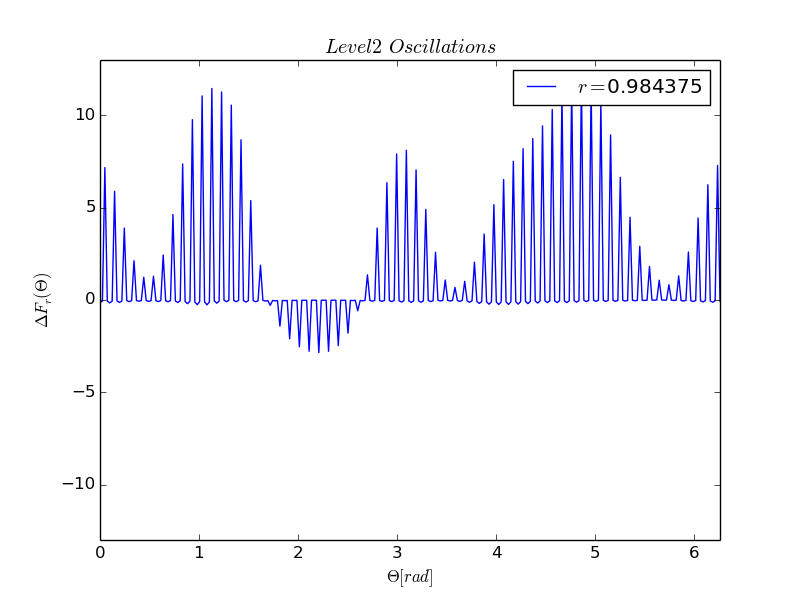 Level2 Oscillations
r=0.984375
10
5
0
−5
−10
ΔF_r(Θ)
0 1 2 3 4 5 6
Θ[rad]